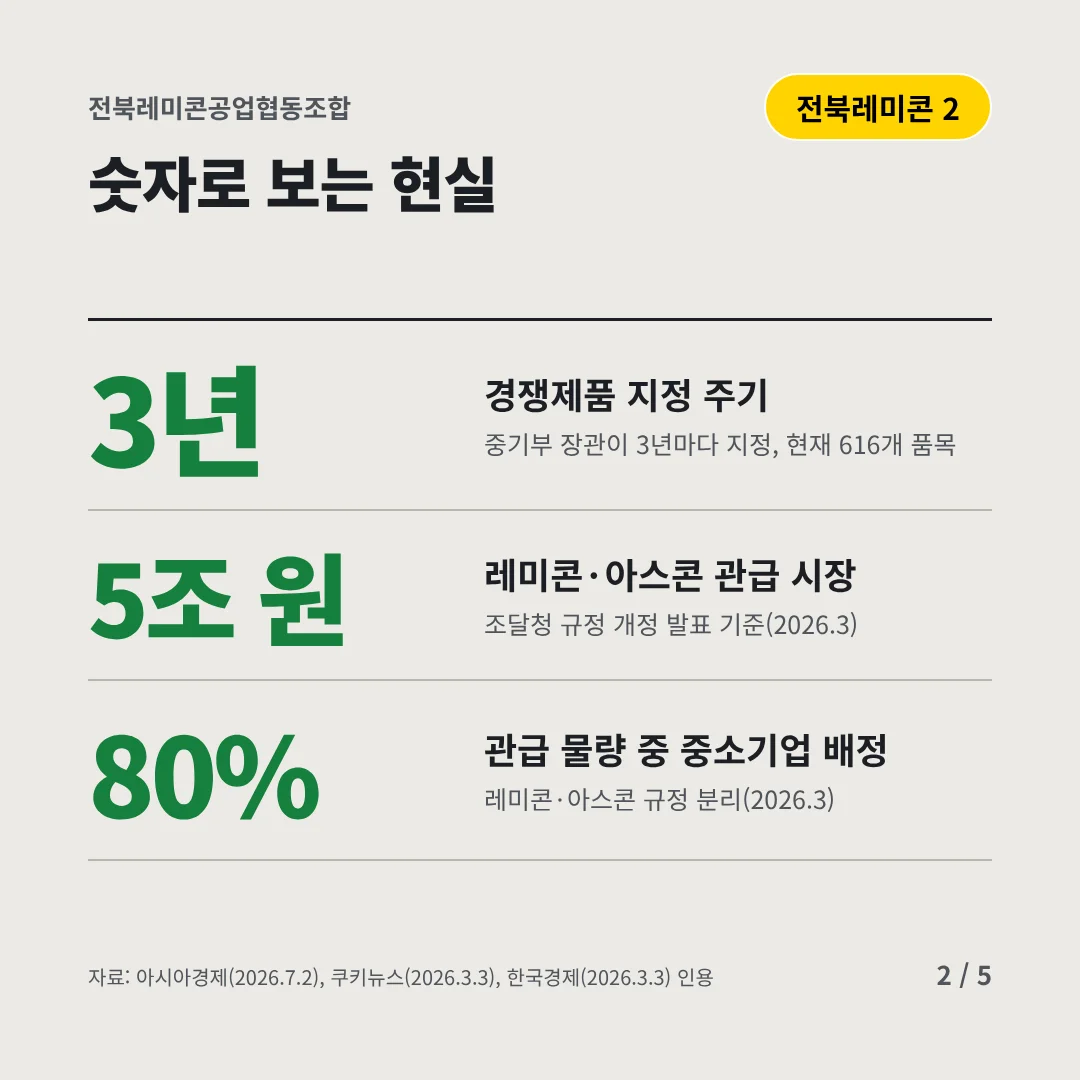 전북레미콘공업협동조합
전북레미콘 2
숫자로 보는 현실
3년
경쟁제품 지정 주기
중기부 장관이 3년마다 지정, 현재 616개 품목
5조 원
레미콘·아스콘 관급 시장
조달청 규정 개정 발표 기준(2026.3)
80%
관급 물량 중 중소기업 배정
레미콘·아스콘 규정 분리(2026.3)
자료: 아시아경제(2026.7.2), 쿠키뉴스(2026.3.3), 한국경제(2026.3.3) 인용
2 / 5